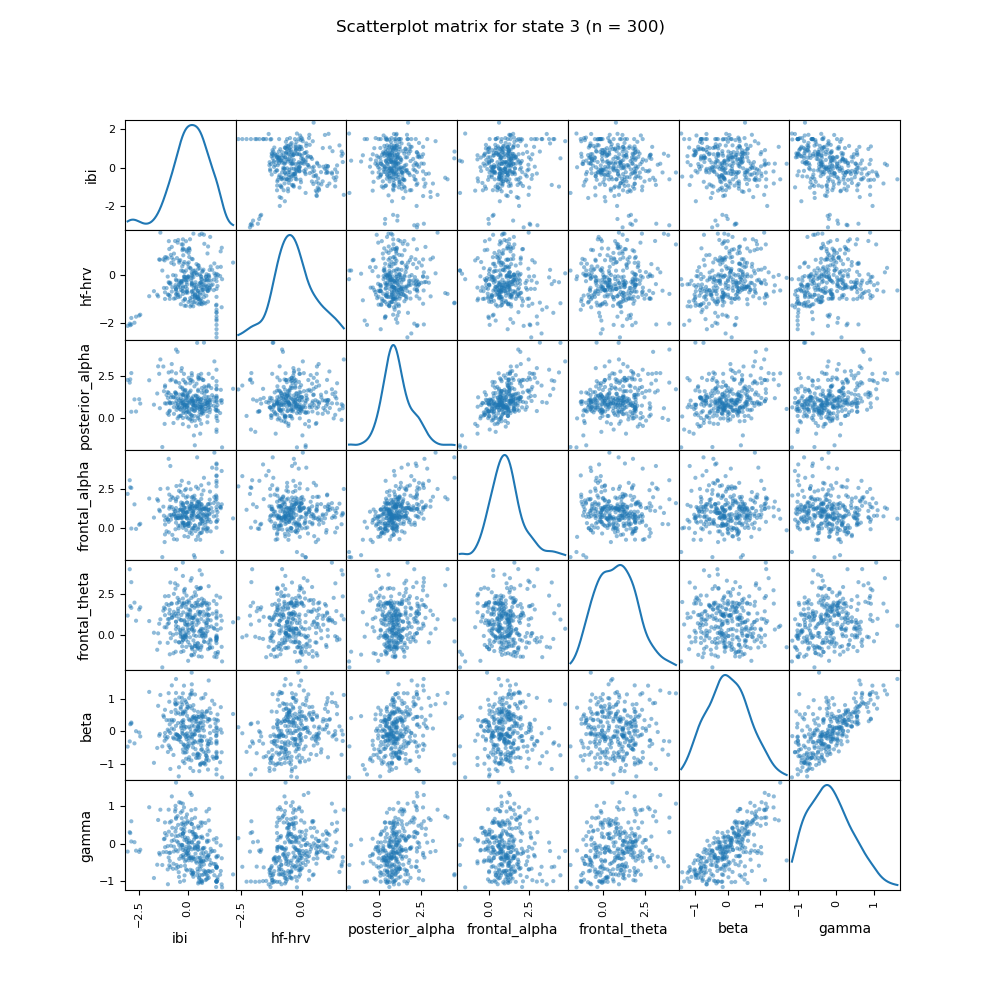 Scatterplot matrix for state 3 (n = 300)
2
0
-2
ibi
0
−2
hf-hrv
2.5
0.0
posterior_alpha
2.5
0.0
frontal_alpha
2.5
0.0
frontal_theta
1
0
−1
beta
1
0
−1
gamma
−2.5 0.0 −2.5 0.0 0.0 2.5 0.0 2.5 0.0 2.5 −1 0 1 −1 0 1
ibi hf-hrv posterior_alpha frontal_alpha frontal_theta beta gamma